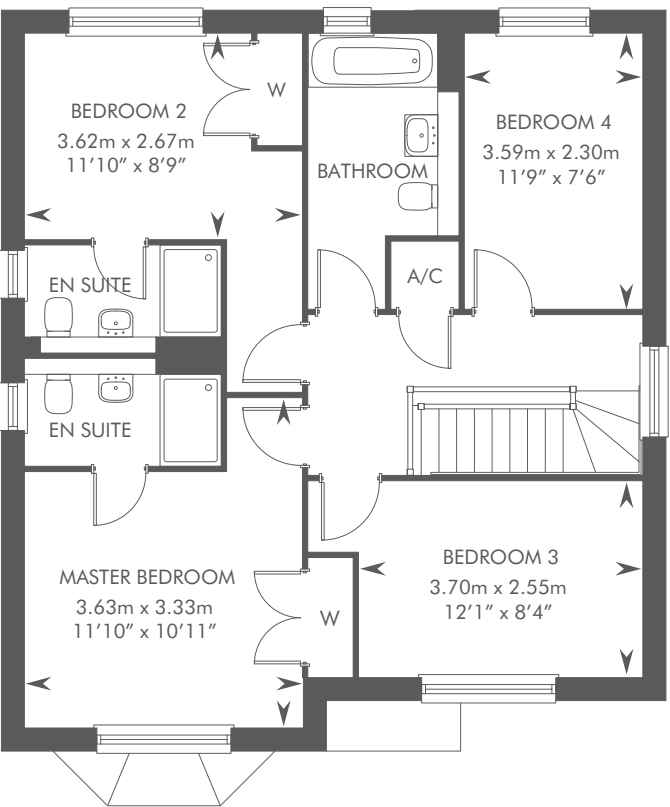 BEDROOM 2
3.62m x 2.67m
11’10” x 8’9”
W
BATHROOM
BEDROOM 4
3.59m x 2.30m
11’9” x 7’6”
A/C
EN SUITE
EN SUITE
MASTER BEDROOM
3.63m x 3.33m
11’10” x 10’11”
W
BEDROOM 3
3.70m x 2.55m
12’1” x 8’4”